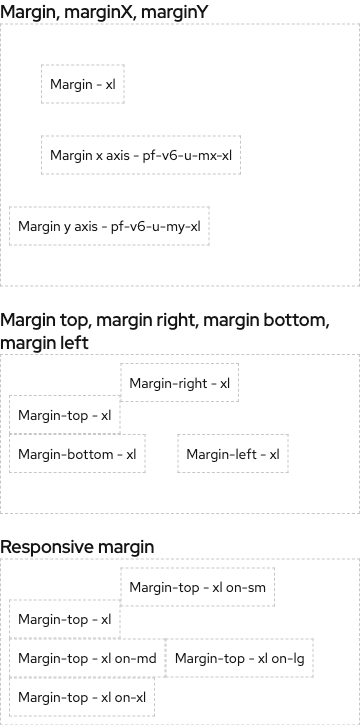 Margin, marginX, marginY
Margin - xl
Margin x axis - pf-v6-u-mx-xl
Margin y axis - pf-v6-u-my-xl
Margin top, margin right, margin bottom,
margin left
Margin-right - xl
Margin-top - xl
Margin-bottom - xl Margin-left - xl
Responsive margin
Margin-top - xl on-sm
Margin-top - xl
Margin-top - xl on-md Margin-top - xl on-lg
Margin-top - xl on-xl